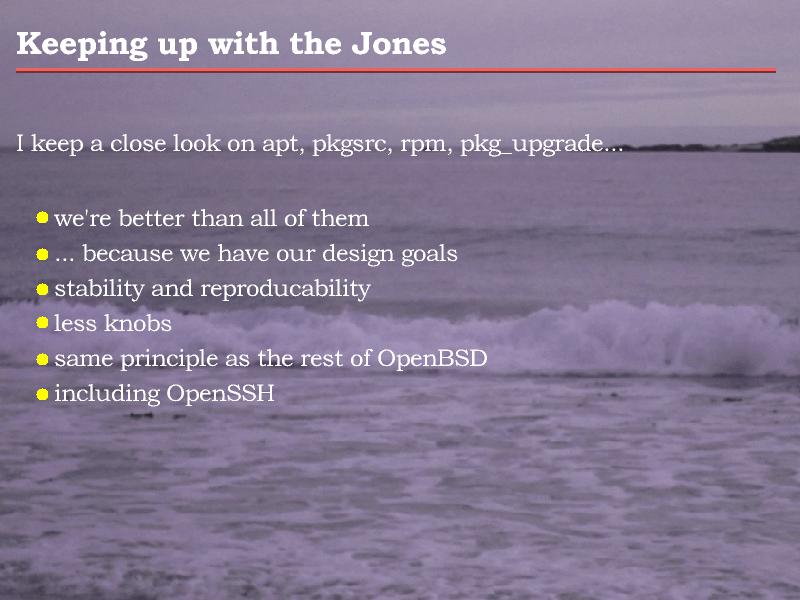 Keeping up with the Jones
I keep a close look on apt, pkgsrc, rpm, pkg_upgrade...
we're better than all of them
... because we have our design goals
stability and reproducability
less knobs
same principle as the rest of OpenBSD
including OpenSSH